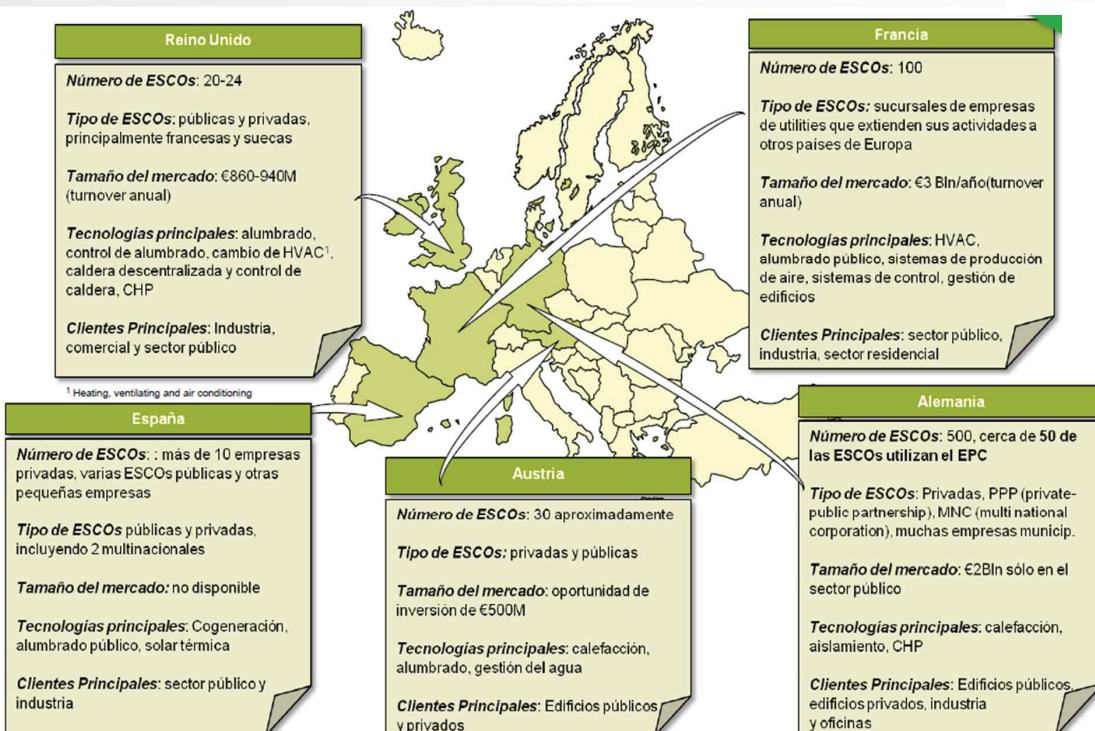 Reino Unido
Número de ESCOs: 20-24
Tipo de ESCOs: públicas y privadas,
principalmente francesas y suecas
Tamaño del mercado: €860-940M
(turnover anual)
Tecnologías principales: alumbrado,
control de alumbrado, cambio de HVAC¹,
caldera descentralizada y control de
caldera, CHP
Clientes Principales: Industria,
comercial y sector público
¹ Heating, ventilating and air conditioning
Francia
Número de ESCOs: 100
Tipo de ESCOs: sucursales de empresas
de utilities que extienden sus actividades a
otros países de Europa
Tamaño del mercado: €3 Bln/año(turnover
anual)
Tecnologías principales: HVAC,
alumbrado público, sistemas de producción
de aire, sistemas de control, gestión de
edificios
Clientes Principales: sector público,
industria, sector residencial
España
Número de ESCOs: : más de 10 empresas
privadas, varias ESCOs públicas y otras
pequeñas empresas
Tipo de ESCOs públicas y privadas,
incluyendo 2 multinacionales
Tamaño del mercado: no disponible
Tecnologías principales: Cogeneración,
alumbrado público, solar térmica
Clientes Principales: sector público y
industria
Austria
Número de ESCOs: 30 aproximadamente
Tipo de ESCOs: privadas y públicas
Tamaño del mercado: oportunidad de
inversión de €500M
Tecnologías principales: calefacción,
alumbrado, gestión del agua
Clientes Principales: Edificios públicos
y privados
Alemania
Número de ESCOs: 500, cerca de 50 de
las ESCOs utilizan el EPC
Tipo de ESCOs: Privadas, PPP (private-
public partnership), MNC (multi national
corporation), muchas empresas municip.
Tamaño del mercado: €2Bln sólo en el
sector público
Tecnologías principales: calefacción,
aislamiento, CHP
Clientes Principales: Edificios públicos,
edificios privados, industria
y oficinas